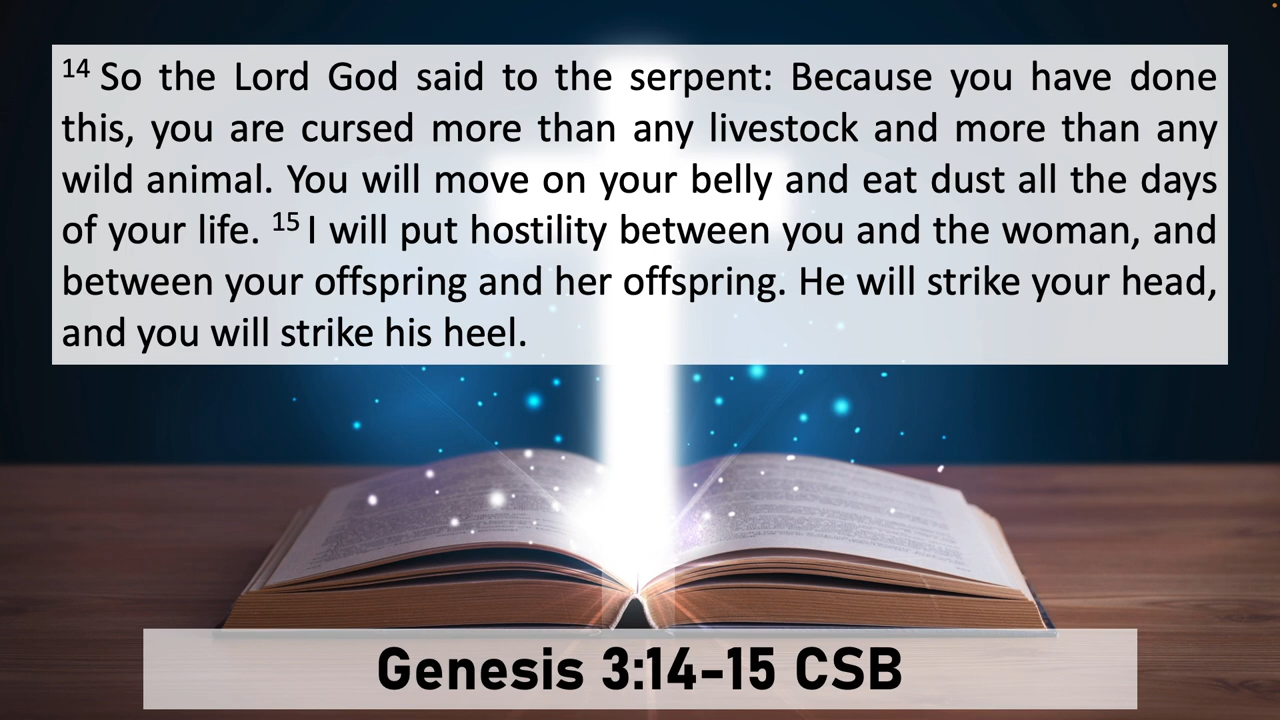 14 So the Lord God said to the serpent: Because you have done
this, you are cursed more than any livestock and more than any
wild animal. You will move on your belly and eat dust all the days
of your life. 15 I will put hostility between you and the woman, and
between your offspring and her offspring. He will strike your head,
and you will strike his heel.
Genesis 3:14-15 CSB